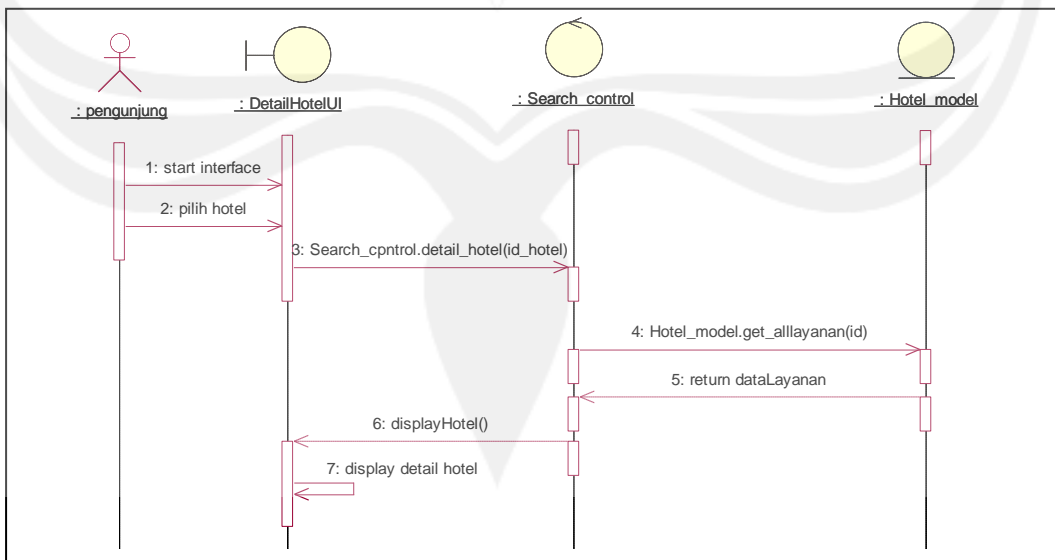 : pengunjung
: DetailHotelUI
: Search_control
: Hotel_model
1: start interface
2: pilih hotel
3: Search_cpntrol.detail_hotel(id_hotel)
4: Hotel_model.get_alllayanan(id)
5: return dataLayanan
6: displayHotel()
7: display detail hotel